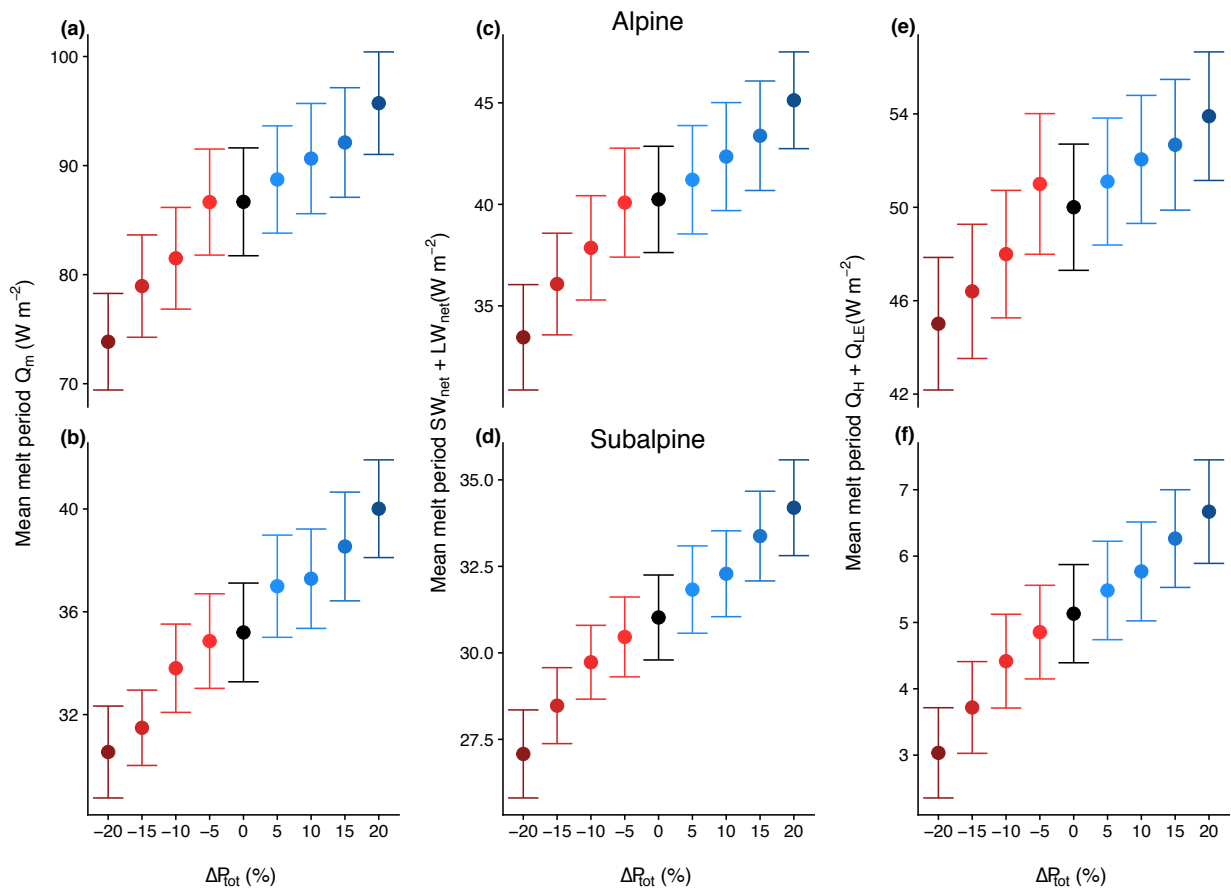 Alpine
(a)
Mean melt period Qm (W m−2)
100
90
80
70
(c)
Mean melt period SWnet + LWnet(W m−2)
45
40
35
(e)
Mean melt period QH + QLE(W m−2)
54
50
46
42
Subalpine
(b)
40
36
32
−20 −15 −10 −5 0 5 10 15 20
ΔPtot (%)
(d)
35.0
32.5
30.0
27.5
−20 −15 −10 −5 0 5 10 15 20
ΔPtot (%)
(f)
7
6
5
4
3
−20 −15 −10 −5 0 5 10 15 20
ΔPtot (%)